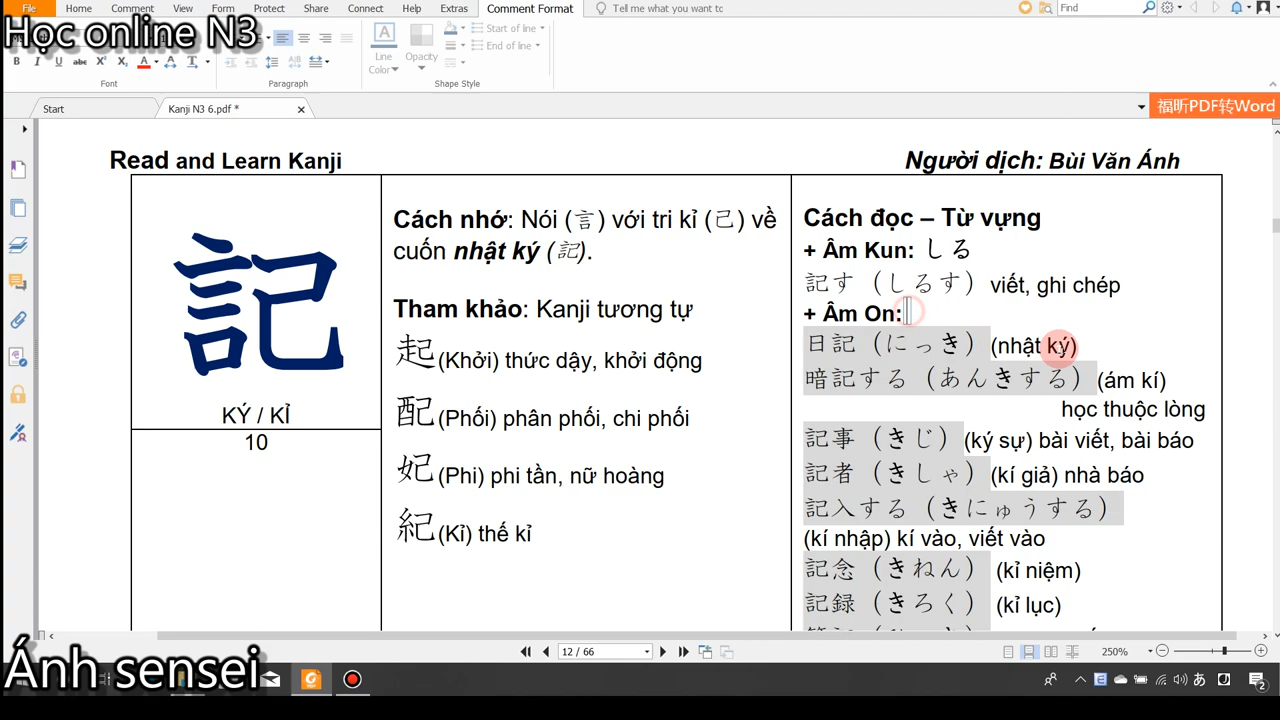 File Home Comment View Form Protect Share Connect Help Extras Comment Format Tell me what you want to Find
Học online N3
Start of line
End of line
Line Color
Opacity
Font Paragraph Shape Style
Start Kanji N3 6.pdf * 福昕PDF转Word
Read and Learn Kanji
Người dịch: Bùi Văn Ánh
記
KÝ / KỈ
10
Cách nhớ: Nói (言) với tri kỉ (己) về
cuốn nhật ký (記).
Tham khảo: Kanji tương tự
起(Khởi) thức dậy, khởi động
配(Phối) phân phối, chi phối
妃(Phi) phi tần, nữ hoàng
紀(Kỉ) thế kỉ
Cách đọc – Từ vựng
+ Âm Kun: しる
記す（しるす）viết, ghi chép
+ Âm On:
日記（にっき）(nhật ký)
暗記する（あんきする）(ám kí)
học thuộc lòng
記事（きじ）(ký sự) bài viết, bài báo
記者（きしゃ）(kí giả) nhà báo
記入する（きにゅうする）
(kí nhập) kí vào, viết vào
記念（きねん）(kỉ niệm)
記録（きろく）(kỉ lục)
12 / 66
250%
Ánh sensei
あ
2